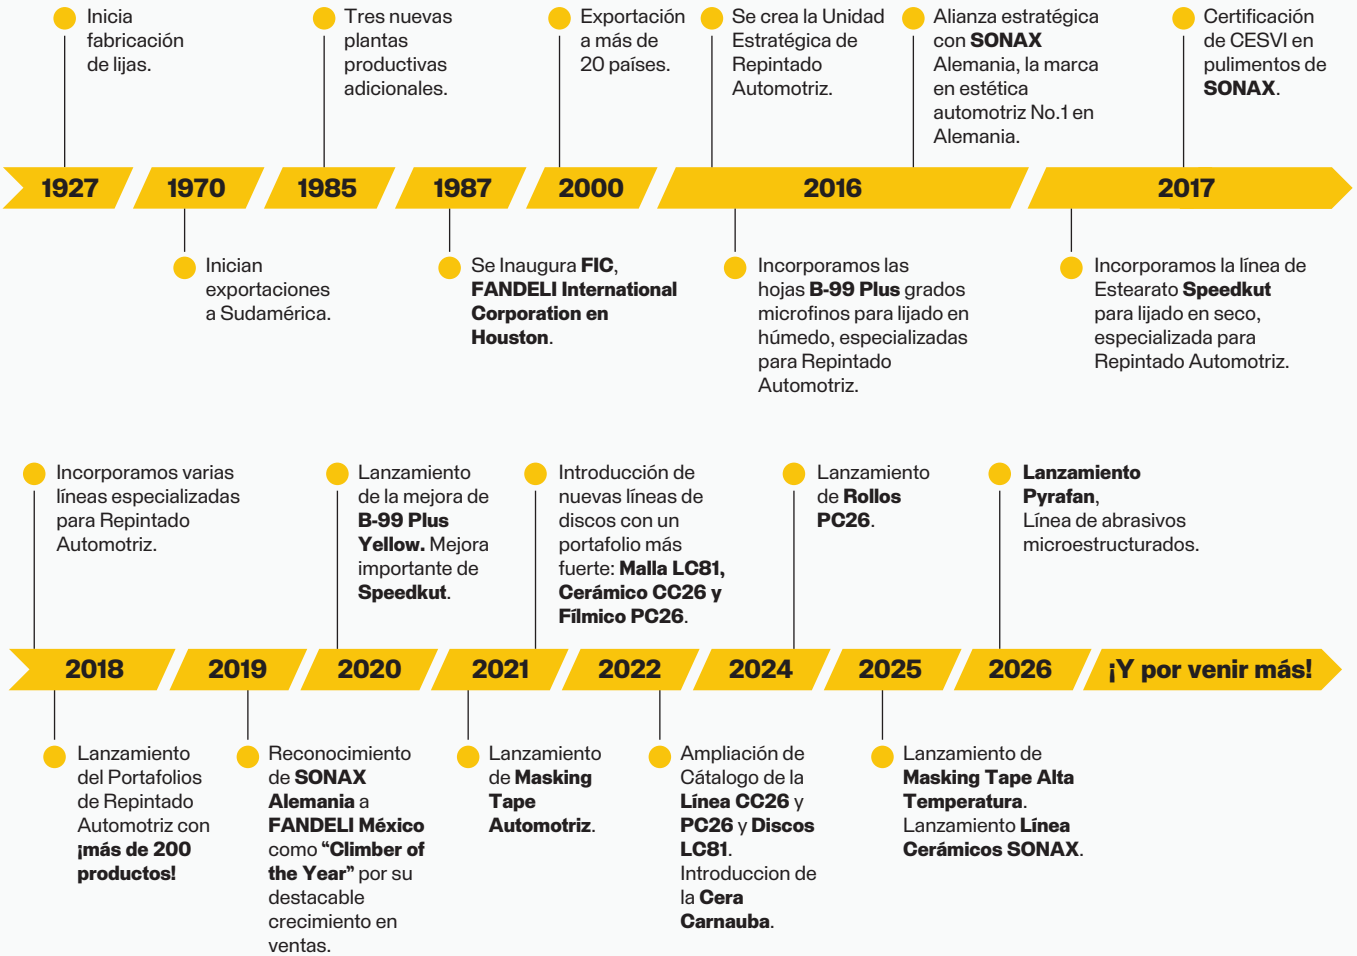 Inicia
fabricación
de lijas.
Tres nuevas
plantas
productivas
adicionales.
Exportación
a más de
20 países.
Se crea la Unidad
Estratégica de
Repintado
Automotriz.
Alianza estratégica
con SONAX
Alemania, la marca
en estética
automotriz No.1 en
Alemania.
Certificación
de CESVI en
pulimentos de
SONAX.
1927
1970
1985
1987
2000
2016
2017
Inician
exportaciones
a Sudamérica.
Se Inaugura FIC,
FANDELI International
Corporation en
Houston.
Incorporamos las
hojas B-99 Plus grados
microfinos para lijado en
húmedo, especializadas
para Repintado
Automotriz.
Incorporamos la línea de
Estearato Speedkut
para lijado en seco,
especializada para
Repintado Automotriz.
Incorporamos varias
líneas especializadas
para Repintado
Automotriz.
Lanzamiento
de la mejora de
B-99 Plus
Yellow. Mejora
importante de
Speedkut.
Introducción de
nuevas líneas de
discos con un
portafolio más
fuerte: Malla LC81,
Cerámico CC26 y
Fílmico PC26.
Lanzamiento
de Rollos
PC26.
Lanzamiento
Pyrafan,
Línea de abrasivos
microestructurados.
2018
2019
2020
2021
2022
2024
2025
2026
¡Y por venir más!
Lanzamiento
del Portafolios
de Repintado
Automotriz con
¡más de 200
productos!
Reconocimiento
de SONAX
Alemania a
FANDELI México
como “Climber of
the Year” por su
destacable
crecimiento en
ventas.
Lanzamiento
de Masking
Tape
Automotriz.
Ampliación de
Cátalogo de la
Línea CC26 y
PC26 y Discos
LC81.
Introduccion de
la Cera
Carnauba.
Lanzamiento de
Masking Tape Alta
Temperatura.
Lanzamiento Línea
Cerámicos SONAX.